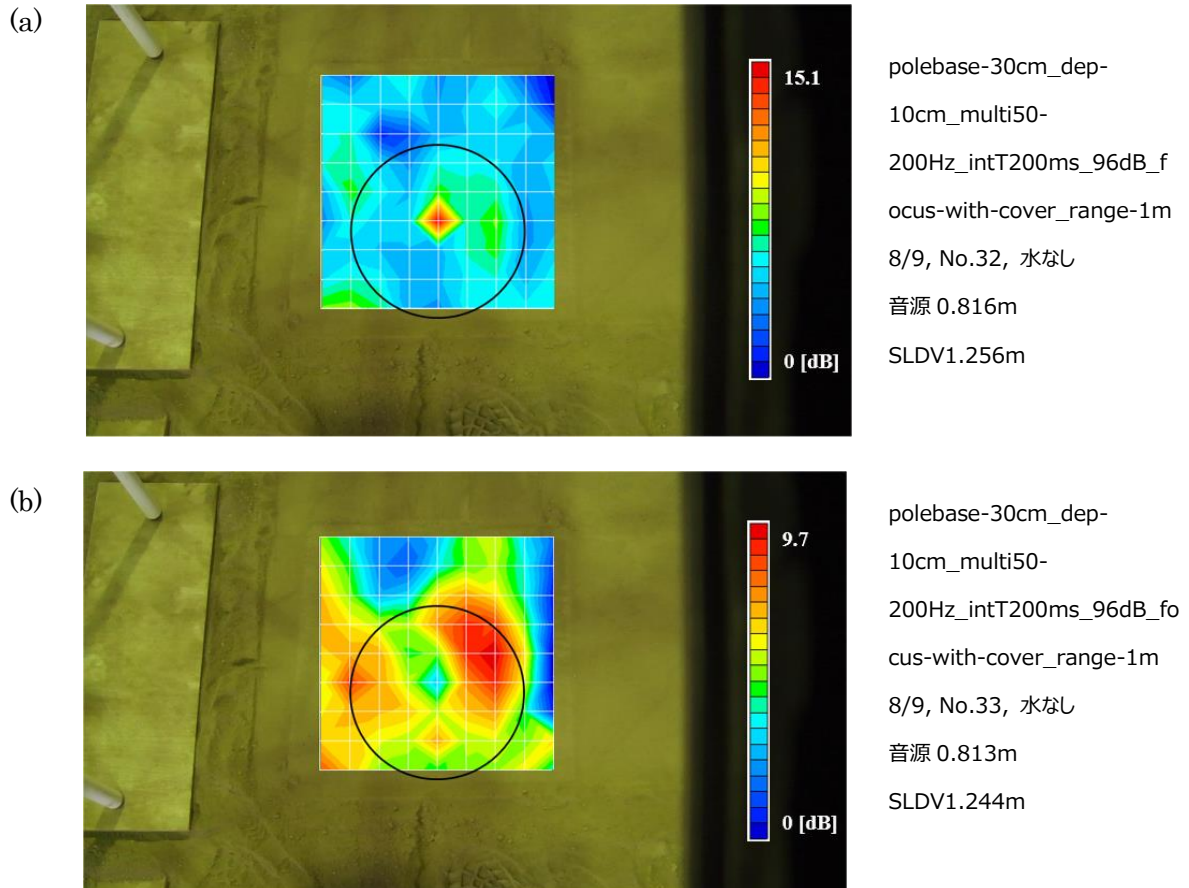 (a)
15.1
0 [dB]
polebase-30cm_dep-
10cm_multi50-
200Hz_intT200ms_96dB_f
ocus-with-cover_range-1m
8/9, No.32, 水なし
音源 0.816m
SLDV1.256m
(b)
9.7
0 [dB]
polebase-30cm_dep-
10cm_multi50-
200Hz_intT200ms_96dB_fo
cus-with-cover_range-1m
8/9, No.33, 水なし
音源 0.813m
SLDV1.244m